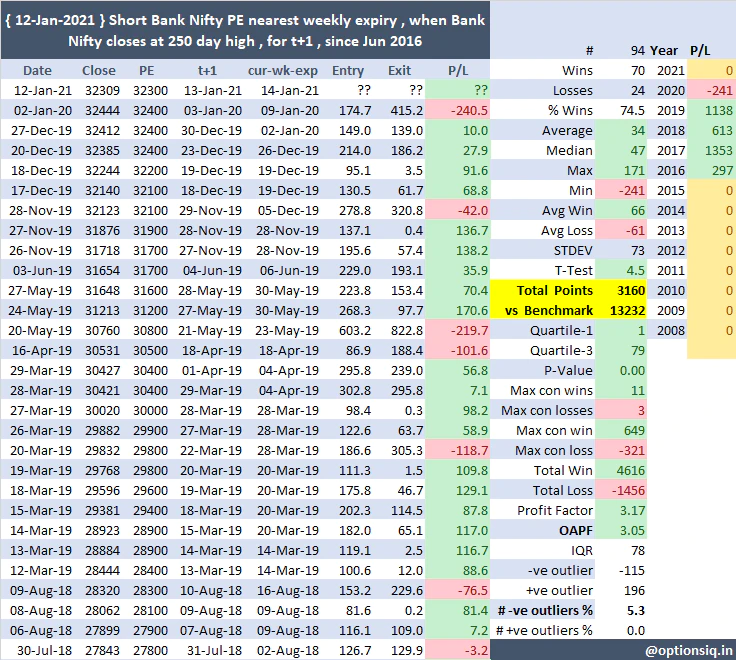 { 12-Jan-2021 } Short Bank Nifty PE nearest weekly expiry , when Bank
Nifty closes at 250 day high , for t+1 , since Jun 2016
Date Close PE t+1 cur-wk-exp Entry Exit P/L
12-Jan-21 32309 32300 13-Jan-21 14-Jan-21 ?? ?? ??
02-Jan-20 32444 32400 03-Jan-20 09-Jan-20 174.7 415.2 -240.5
27-Dec-19 32412 32400 30-Dec-19 02-Jan-20 149.0 139.0 10.0
20-Dec-19 32385 32400 23-Dec-19 26-Dec-19 214.0 186.2 27.9
18-Dec-19 32244 32200 19-Dec-19 19-Dec-19 95.1 3.5 91.6
17-Dec-19 32140 32100 18-Dec-19 19-Dec-19 130.5 61.7 68.8
28-Nov-19 32123 32100 29-Nov-19 05-Dec-19 278.8 320.8 -42.0
27-Nov-19 31876 31900 28-Nov-19 28-Nov-19 137.1 0.4 136.7
26-Nov-19 31718 31700 27-Nov-19 28-Nov-19 195.6 57.4 138.2
03-Jun-19 31654 31700 04-Jun-19 06-Jun-19 229.0 193.1 35.9
27-May-19 31648 31600 28-May-19 30-May-19 223.8 153.4 70.4
24-May-19 31213 31200 27-May-19 30-May-19 268.3 97.7 170.6
20-May-19 30760 30800 21-May-19 23-May-19 603.2 822.8 -219.7
16-Apr-19 30531 30500 18-Apr-19 18-Apr-19 86.9 188.4 -101.6
29-Mar-19 30427 30400 01-Apr-19 04-Apr-19 295.8 239.0 56.8
28-Mar-19 30421 30400 29-Mar-19 04-Apr-19 302.8 295.8 7.1
27-Mar-19 30020 30000 28-Mar-19 28-Mar-19 98.4 0.3 98.2
26-Mar-19 29882 29900 27-Mar-19 28-Mar-19 122.6 63.7 58.9
20-Mar-19 29832 29800 22-Mar-19 28-Mar-19 186.6 305.3 -118.7
19-Mar-19 29768 29800 20-Mar-19 20-Mar-19 111.3 1.5 109.8
18-Mar-19 29596 29600 19-Mar-19 20-Mar-19 175.8 46.7 129.1
15-Mar-19 29381 29400 18-Mar-19 20-Mar-19 202.3 114.5 87.8
14-Mar-19 28923 28900 15-Mar-19 20-Mar-19 182.0 65.1 117.0
13-Mar-19 28884 28900 14-Mar-19 14-Mar-19 119.1 2.5 116.7
12-Mar-19 28444 28400 13-Mar-19 14-Mar-19 100.6 12.0 88.6
09-Aug-18 28320 28300 10-Aug-18 16-Aug-18 153.2 229.6 -76.5
08-Aug-18 28062 28100 09-Aug-18 09-Aug-18 81.6 0.2 81.4
06-Aug-18 27899 27900 07-Aug-18 09-Aug-18 116.1 109.0 7.2
30-Jul-18 27843 27800 31-Jul-18 02-Aug-18 126.7 129.9 -3.2
# 94 Year P/L
Wins 70 2021 0
Losses 24 2020 -241
% Wins 74.5 2019 1138
Average 34 2018 613
Median 47 2017 1353
Max 171 2016 297
Min -241 2015 0
Avg Win 66 2014 0
Avg Loss -61 2013 0
STDEV 73 2012 0
T-Test 4.5 2011 0
Total Points 3160 2010 0
vs Benchmark 13232 2009 0
Quartile-1 1 2008 0
Quartile-3 79
P-Value 0.00
Max con wins 11
Max con losses 3
Max con win 649
Max con loss -321
Total Win 4616
Total Loss -1456
Profit Factor 3.17
OAPF 3.05
IQR 78
-ve outlier -115
+ve outlier 196
# -ve outliers % 5.3
# +ve outliers % 0.0
@optionsiq.in